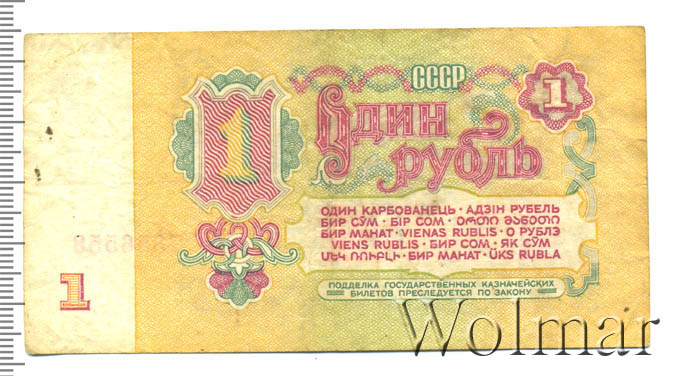 СССР
1
1
Один
рубль
ОДИН КАРБОВАНЕЦЬ · АДЗІН РУБЕЛЬ
БИР СЎМ · БІР СОМ · ᲔᲠᲗᲘ ᲛᲐᲜᲔᲗᲘ
БИР МАНАТ · VIENAS RUBLIS · О РУБЛЭ
VIENS RUBLIS · БИР СОМ · ЯК СЎМ
ՄԵԿ ՌՈՒԲԼԻ · БИР МАНАТ · ÜKS RUBLA
1
ПОДДЕЛКА ГОСУДАРСТВЕННЫХ КАЗНАЧЕЙСКИХ
БИЛЕТОВ ПРЕСЛЕДУЕТСЯ ПО ЗАКОНУ
Wolmar